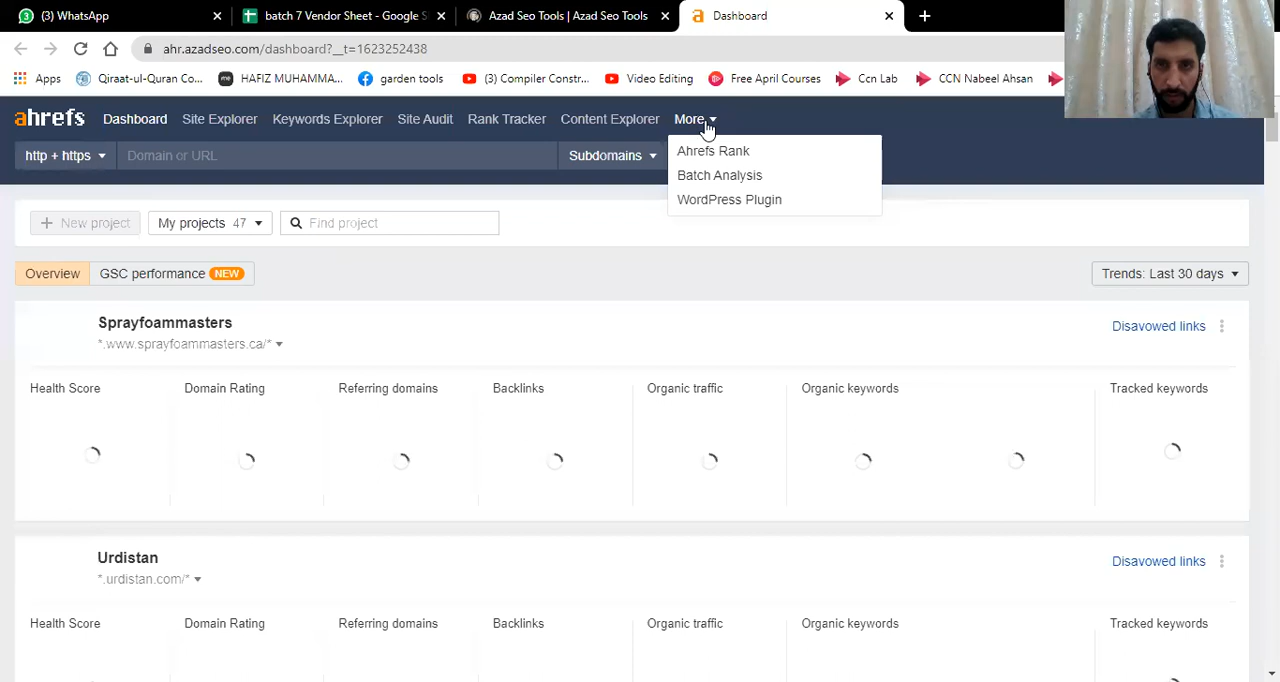 (3) WhatsApp
batch 7 Vendor Sheet - Google S
Azad Seo Tools | Azad Seo Tools
Dashboard
ahr.azadseo.com/dashboard?__t=1623252438
Apps
Qiraat-ul-Quran Co...
HAFIZ MUHAMMA...
garden tools
(3) Compiler Constr...
Video Editing
Free April Courses
Ccn Lab
CCN Nabeel Ahsan
ahrefs
Dashboard
Site Explorer
Keywords Explorer
Site Audit
Rank Tracker
Content Explorer
More
http + https
Domain or URL
Subdomains
Ahrefs Rank
Batch Analysis
WordPress Plugin
+ New project
My projects 47
Find project
Overview
GSC performance NEW
Trends: Last 30 days
Sprayfoammasters
*.www.sprayfoammasters.ca/*
Disavowed links
Health Score
Domain Rating
Referring domains
Backlinks
Organic traffic
Organic keywords
Tracked keywords
Urdistan
*.urdistan.com/*
Disavowed links
Health Score
Domain Rating
Referring domains
Backlinks
Organic traffic
Organic keywords
Tracked keywords